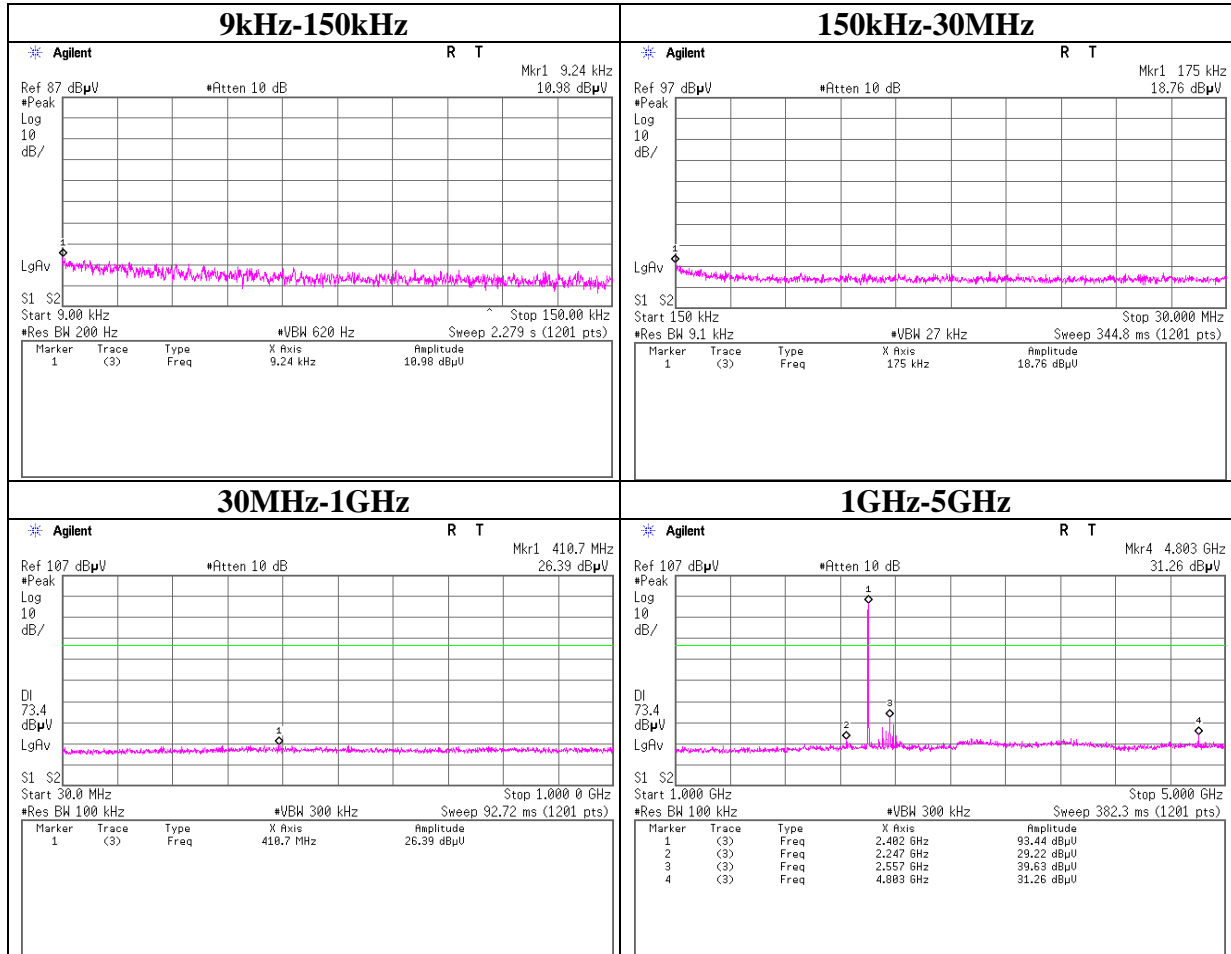 9kHz-150kHz
Agilent R T
Mkr1 9.24 kHz
Ref 87 dBµV #Atten 10 dB 10.98 dBµV
#Peak
Log
10
dB/
1
LgAv
S1 S2
Start 9.00 kHz ^ Stop 150.00 kHz
#Res BW 200 Hz #VBW 620 Hz Sweep 2.279 s (1201 pts)
Marker Trace Type X Axis Amplitude
1 (3) Freq 9.24 kHz 10.98 dBµV
150kHz-30MHz
Agilent R T
Mkr1 175 kHz
Ref 97 dBµV #Atten 10 dB 18.76 dBµV
#Peak
Log
10
dB/
1
LgAv
S1 S2
Start 150 kHz Stop 30.000 MHz
#Res BW 9.1 kHz #VBW 27 kHz Sweep 344.8 ms (1201 pts)
Marker Trace Type X Axis Amplitude
1 (3) Freq 175 kHz 18.76 dBµV
30MHz-1GHz
Agilent R T
Mkr1 410.7 MHz
Ref 107 dBµV #Atten 10 dB 26.39 dBµV
#Peak
Log
10
dB/
DI
73.4
dBµV
1
LgAv
S1 S2
Start 30.0 MHz Stop 1.000 0 GHz
#Res BW 100 kHz #VBW 300 kHz Sweep 92.72 ms (1201 pts)
Marker Trace Type X Axis Amplitude
1 (3) Freq 410.7 MHz 26.39 dBµV
1GHz-5GHz
Agilent R T
Mkr4 4.803 GHz
Ref 107 dBµV #Atten 10 dB 31.26 dBµV
#Peak
1
Log
10
dB/
DI
73.4
3
dBµV
2 4
LgAv
S1 S2
Start 1.000 GHz Stop 5.000 GHz
#Res BW 100 kHz #VBW 300 kHz Sweep 382.3 ms (1201 pts)
Marker Trace Type X Axis Amplitude
1 (3) Freq 2.402 GHz 93.44 dBµV
2 (3) Freq 2.247 GHz 29.22 dBµV
3 (3) Freq 2.557 GHz 39.63 dBµV
4 (3) Freq 4.803 GHz 31.26 dBµV